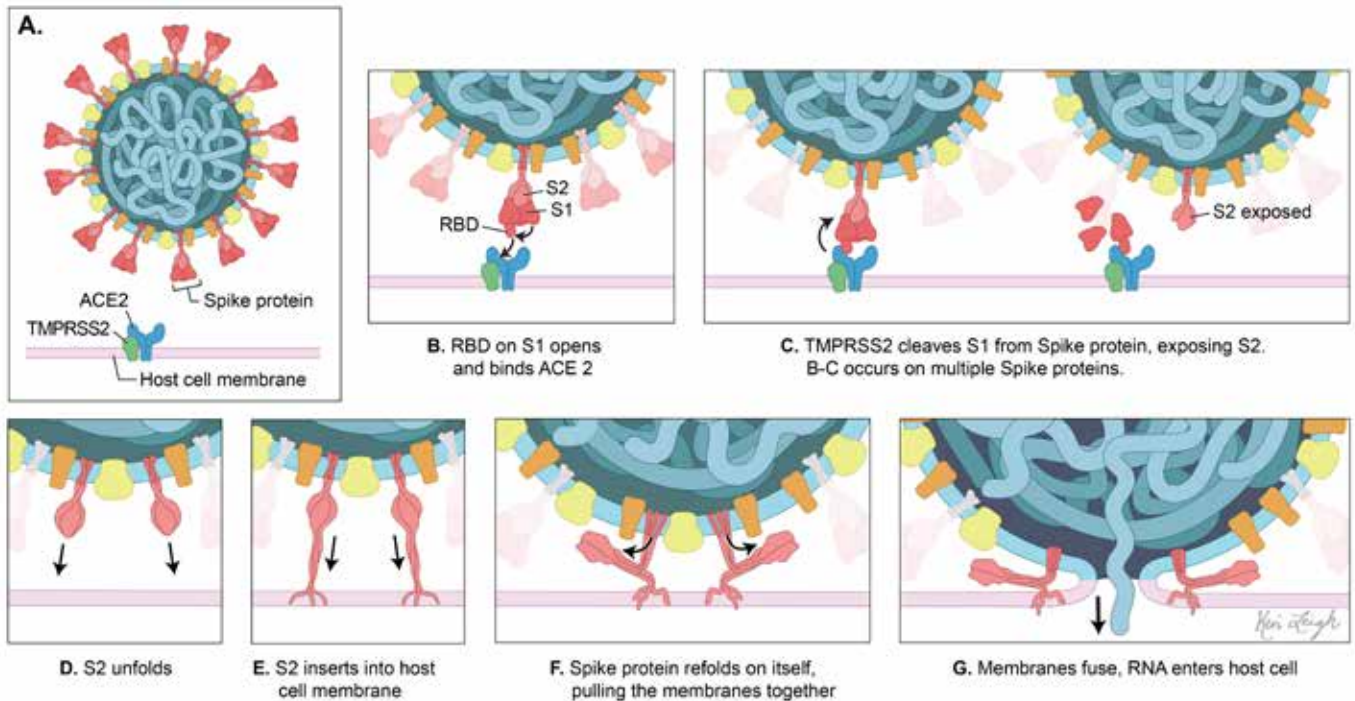 A.
ACE2
TMPRSS2
Spike protein
Host cell membrane
S2
S1
RBD
B. RBD on S1 opens
and binds ACE 2
S2 exposed
C. TMPRSS2 cleaves S1 from Spike protein, exposing S2.
B-C occurs on multiple Spike proteins.
D. S2 unfolds
E. S2 inserts into host
cell membrane
F. Spike protein refolds on itself,
pulling the membranes together
Keri Leigh
G. Membranes fuse, RNA enters host cell